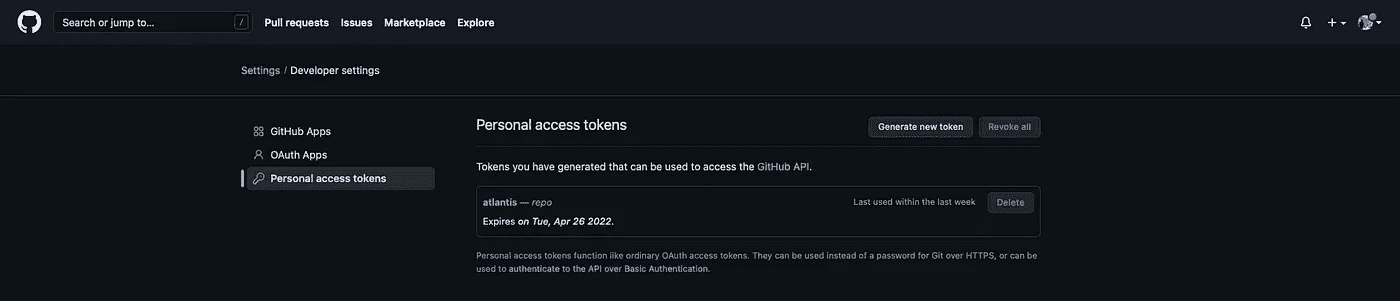 Search or jump to... /
Pull requests
Issues
Marketplace
Explore
Settings / Developer settings
GitHub Apps
OAuth Apps
Personal access tokens
Personal access tokens
Generate new token
Revoke all
Tokens you have generated that can be used to access the GitHub API.
atlantis — repo
Last used within the last week
Delete
Expires on Tue, Apr 26 2022.
Personal access tokens function like ordinary OAuth access tokens. They can be used instead of a password for Git over HTTPS, or can be
used to authenticate to the API over Basic Authentication.